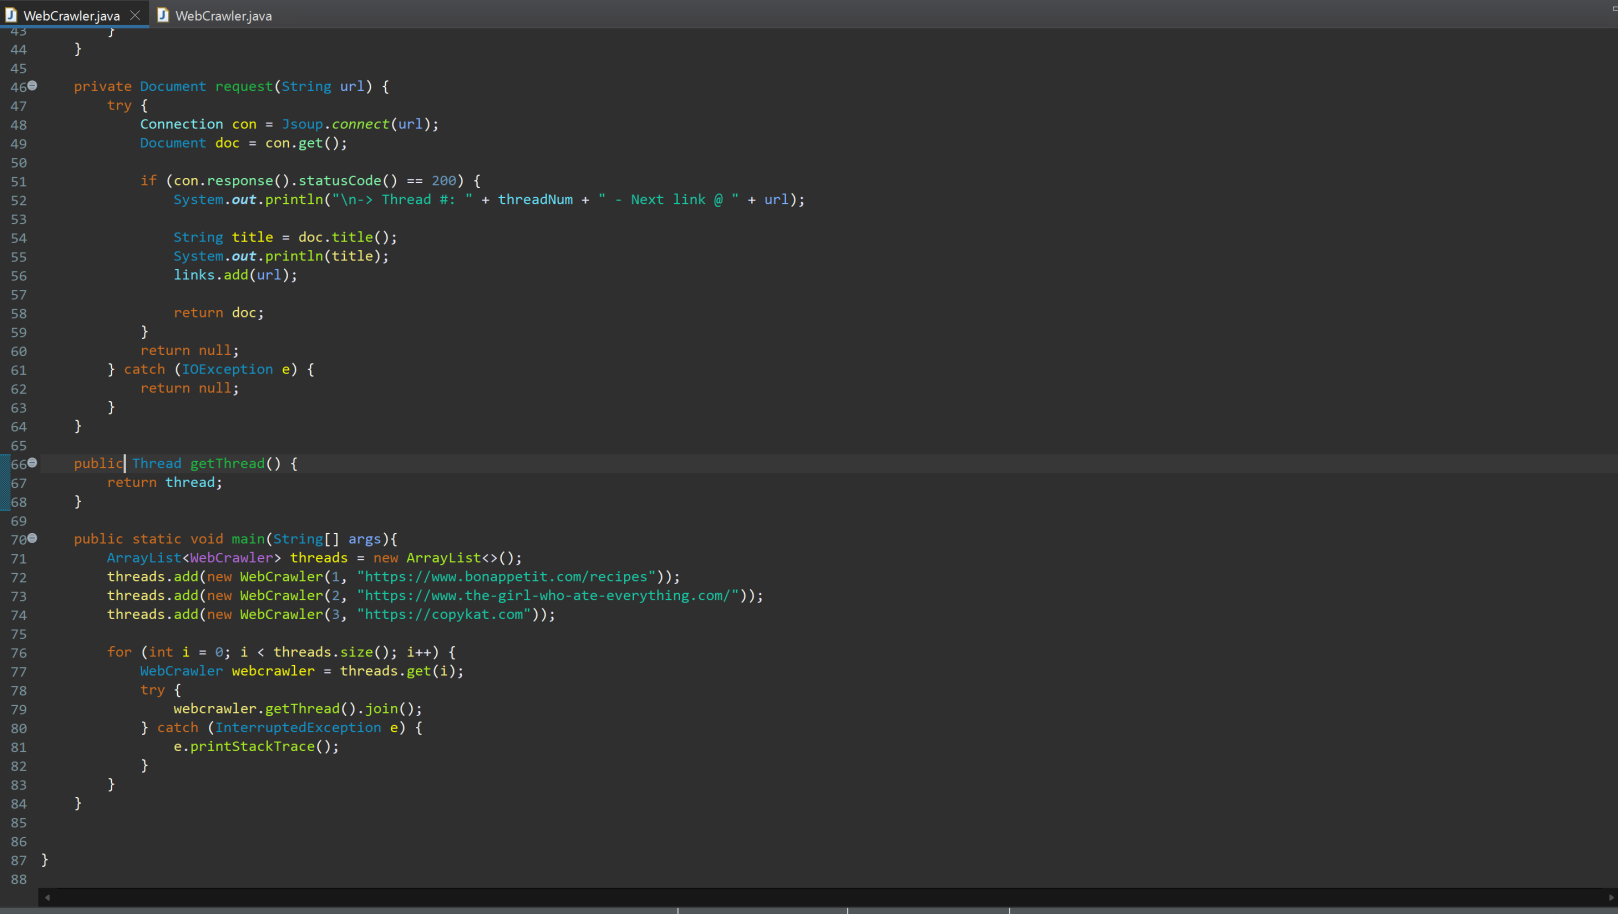 WebCrawler.java WebCrawler.java
43 }
44 }
45
46 private Document request(String url) {
47 try {
48 Connection con = Jsoup.connect(url);
49 Document doc = con.get();
50
51 if (con.response().statusCode() == 200) {
52 System.out.println("\n-> Thread #: " + threadNum + " - Next link @ " + url);
53
54 String title = doc.title();
55 System.out.println(title);
56 links.add(url);
57
58 return doc;
59 }
60 return null;
61 } catch (IOException e) {
62 return null;
63 }
64 }
65
66 public Thread getThread() {
67 return thread;
68 }
69
70 public static void main(String[] args){
71 ArrayList<WebCrawler> threads = new ArrayList<>();
72 threads.add(new WebCrawler(1, "https://www.bonappetit.com/recipes"));
73 threads.add(new WebCrawler(2, "https://www.the-girl-who-ate-everything.com/"));
74 threads.add(new WebCrawler(3, "https://copykat.com"));
75
76 for (int i = 0; i < threads.size(); i++) {
77 WebCrawler webcrawler = threads.get(i);
78 try {
79 webcrawler.getThread().join();
80 } catch (InterruptedException e) {
81 e.printStackTrace();
82 }
83 }
84 }
85
86
87 }
88